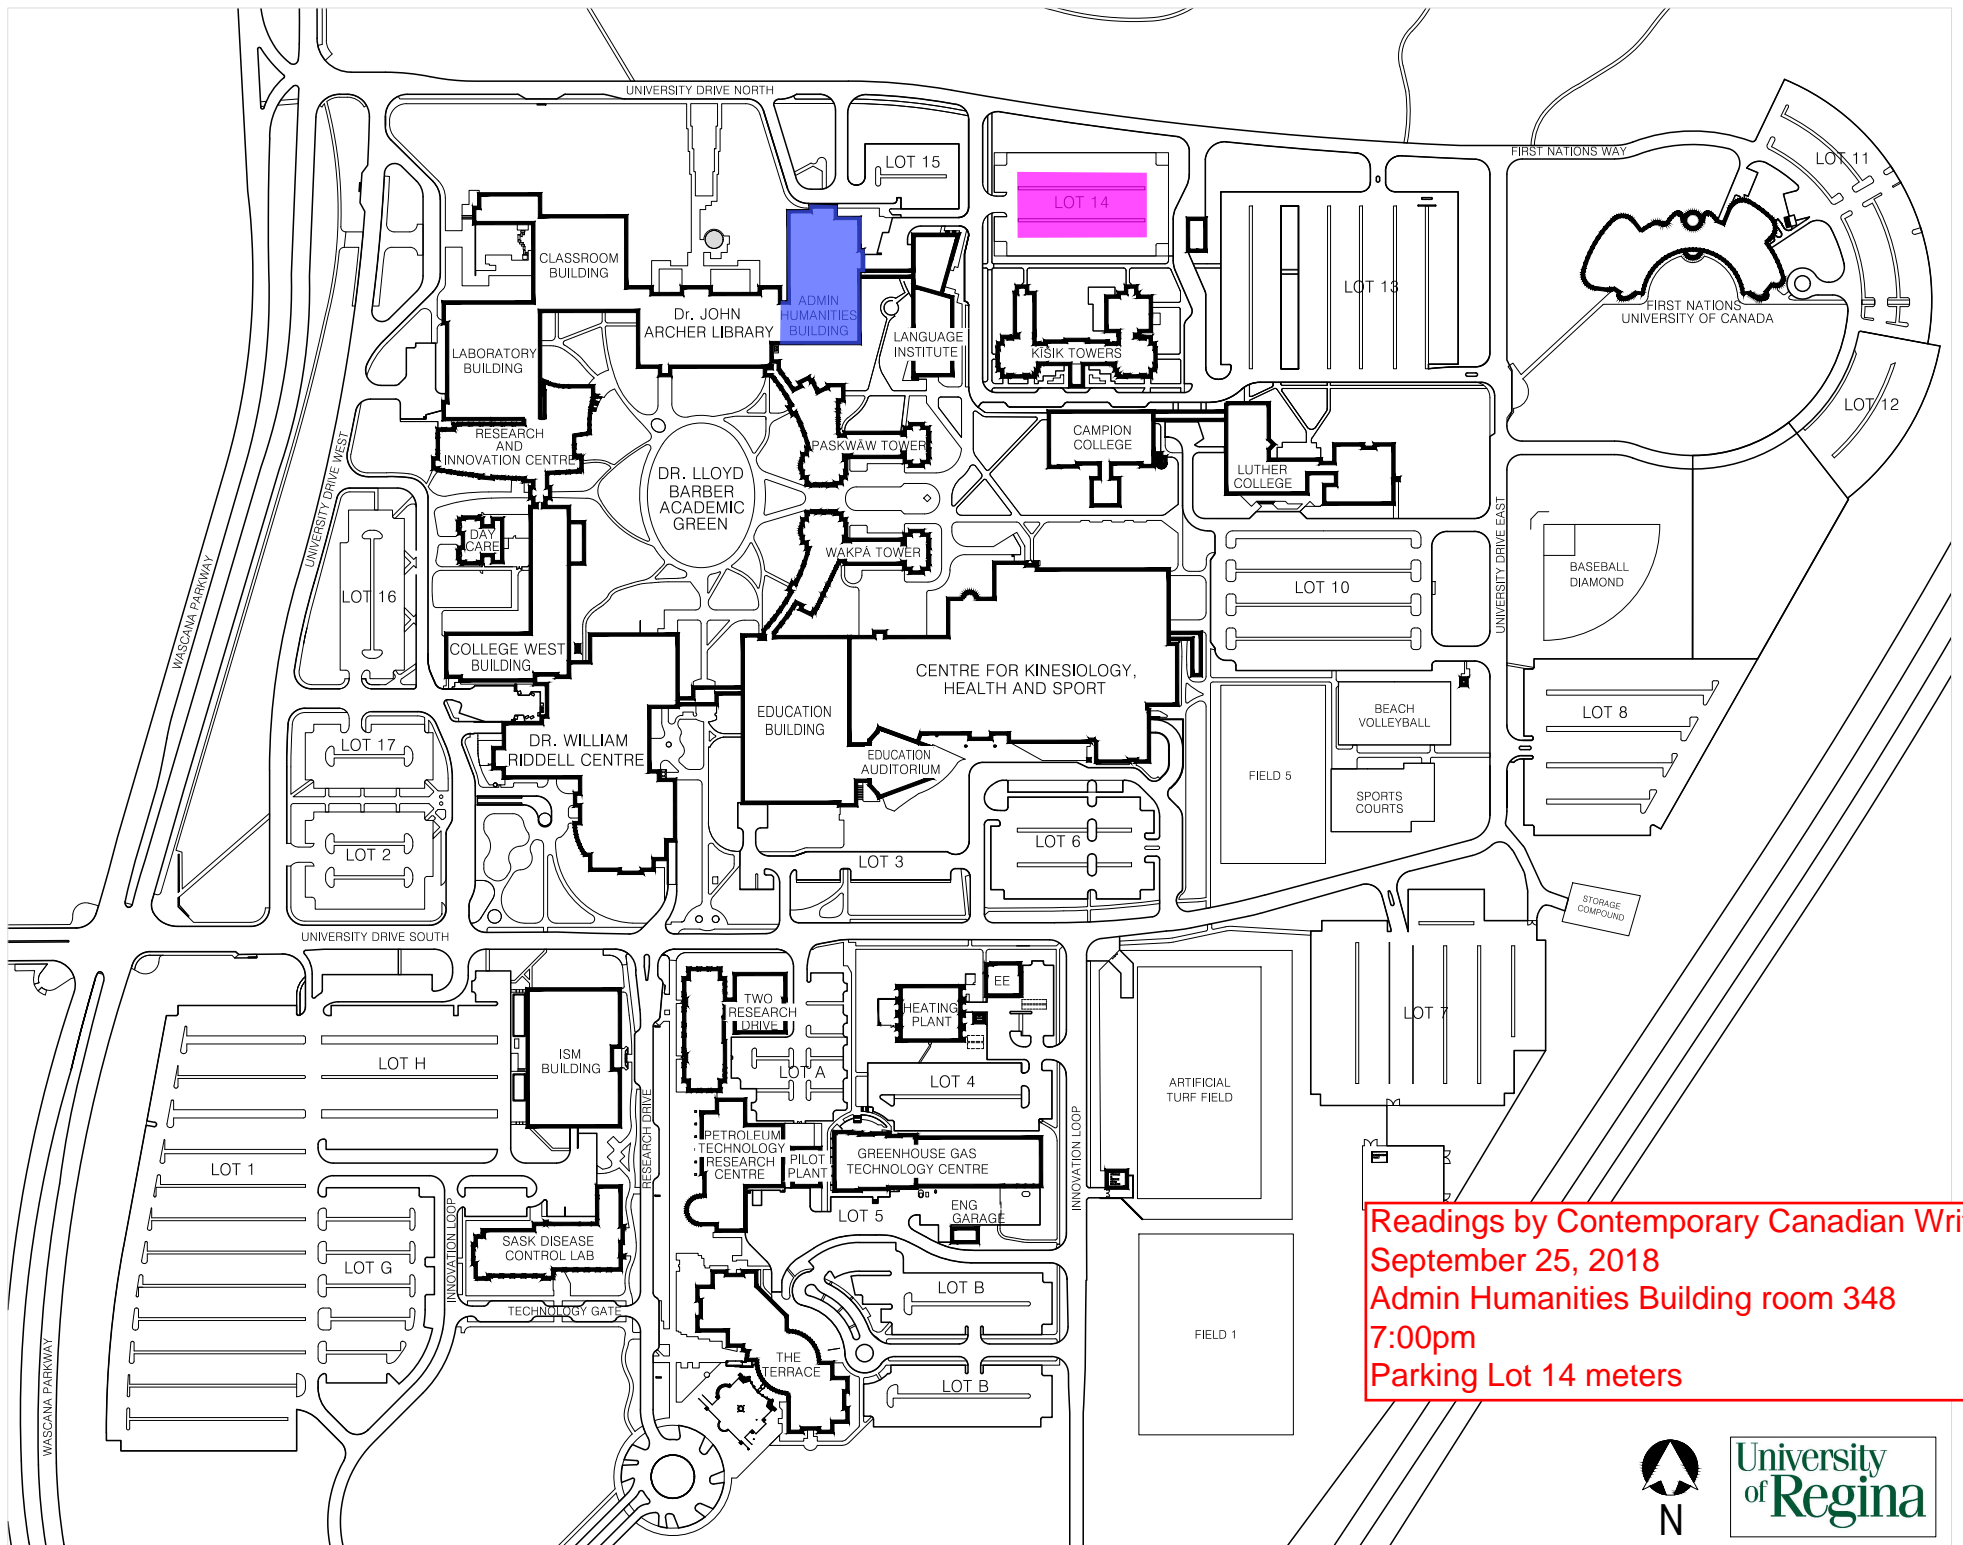 UNIVERSITY DRIVE NORTH
FIRST NATIONS WAY
LOT 11
LOT 15
LOT 14
CLASSROOM
BUILDING
LOT 13
ADMIN
HUMANITIES
BUILDING
Dr. JOHN
ARCHER LIBRARY
FIRST NATIONS
UNIVERSITY OF CANADA
LANGUAGE
INSTITUTE
KĪSIK TOWERS
LABORATORY
BUILDING
LOT 12
RESEARCH
AND
INNOVATION CENTRE
PASKWĀW TOWER
CAMPION
COLLEGE
LUTHER
COLLEGE
DR. LLOYD
BARBER
ACADEMIC
GREEN
UNIVERSITY DRIVE WEST
UNIVERSITY DRIVE EAST
DAY
CARE
WAKPĀ TOWER
BASEBALL
DIAMOND
LOT 16
LOT 10
WASCANA PARKWAY
COLLEGE WEST
BUILDING
CENTRE FOR KINESIOLOGY,
HEALTH AND SPORT
EDUCATION
BUILDING
BEACH
VOLLEYBALL
LOT 8
LOT 17
DR. WILLIAM
RIDDELL CENTRE
EDUCATION
AUDITORIUM
FIELD 5
SPORTS
COURTS
LOT 2
LOT 3
LOT 6
STORAGE
COMPOUND
UNIVERSITY DRIVE SOUTH
TWO
RESEARCH
DRIVE
EE
HEATING
PLANT
LOT 7
LOT H
ISM
BUILDING
LOT A
LOT 4
ARTIFICIAL
TURF FIELD
RESEARCH DRIVE
INNOVATION LOOP
PETROLEUM
TECHNOLOGY
RESEARCH
CENTRE
PILOT
PLANT
GREENHOUSE GAS
TECHNOLOGY CENTRE
LOT 1
LOT 5
ENG
GARAGE
INNOVATION LOOP
SASK DISEASE
CONTROL LAB
LOT G
TECHNOLOGY GATE
LOT B
FIELD 1
THE
TERRACE
LOT B
WASCANA PARKWAY
Readings by Contemporary Canadian Wri
September 25, 2018
Admin Humanities Building room 348
7:00pm
Parking Lot 14 meters
N
University
of Regina